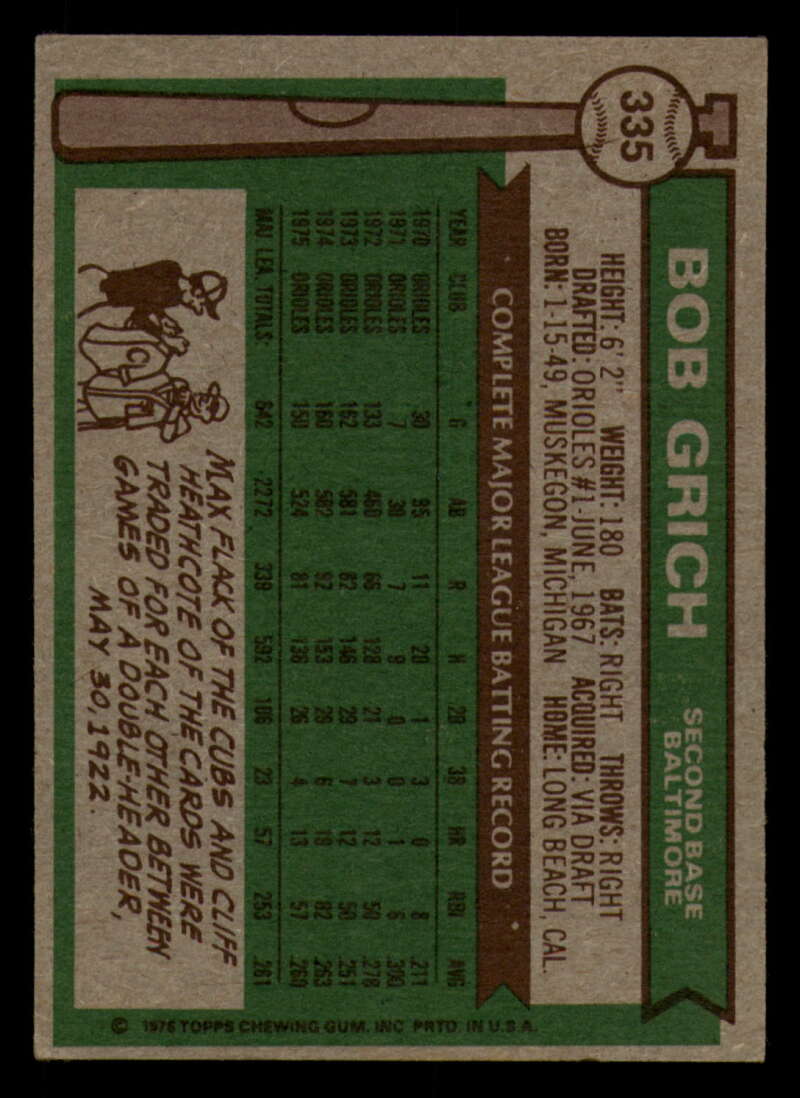 335
BOB GRICH
SECOND BASE
BALTIMORE
HEIGHT: 6' 2" WEIGHT: 180 BATS: RIGHT THROWS: RIGHT
DRAFTED: ORIOLES #1-JUNE, 1967 ACQUIRED: VIA DRAFT
BORN: 1-15-49, MUSKEGON, MICHIGAN HOME: LONG BEACH, CAL.
COMPLETE MAJOR LEAGUE BATTING RECORD
YEAR CLUB G AB R H 2B 3B HR RBI AVG
1970 ORIOLES 30 95 11 20 1 3 0 8 .211
1971 ORIOLES 7 30 7 9 0 0 1 6 .300
1972 ORIOLES 133 460 66 128 21 3 12 50 .278
1973 ORIOLES 162 581 82 146 29 7 12 50 .251
1974 ORIOLES 160 582 92 153 29 6 19 82 .263
1975 ORIOLES 150 524 81 136 26 4 13 57 .260
MAJ. LEA. TOTALS: 642 2272 339 592 106 23 57 253 .261
MAX FLACK OF THE CUBS AND CLIFF
HEATHCOTE OF THE CARDS WERE
TRADED FOR EACH OTHER BETWEEN
GAMES OF A DOUBLE-HEADER,
MAY 30, 1922.
© 1976 TOPPS CHEWING GUM, INC. PRTD. IN U.S.A.